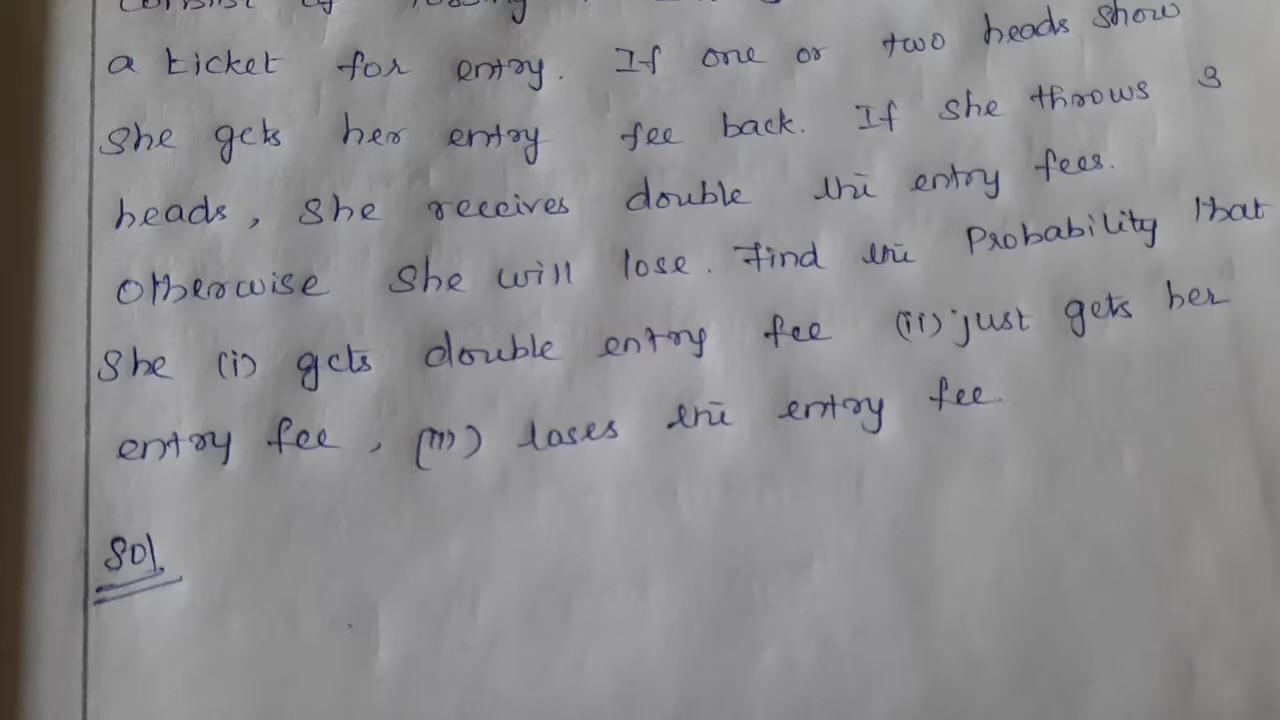 a ticket for entry. If one or two heads show
She gets her entry fee back. If she throws 3
heads, She receives double the entry fees.
Otherwise She will lose. Find the Probability that
She (i) gets double entry fee (ii) just gets her
entry fee, (iii) loses the entry fee.
Sol.